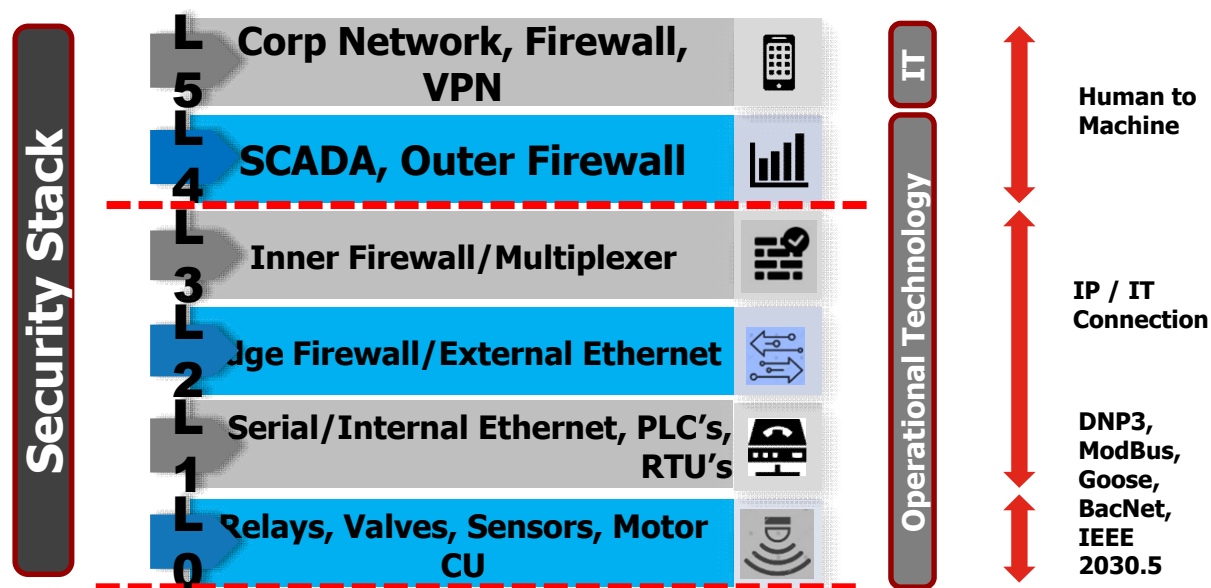 Security Stack
L
5
Corp Network, Firewall,
VPN
L
4
SCADA, Outer Firewall
L
3
Inner Firewall/Multiplexer
L
2
dge Firewall/External Ethernet
L
1
Serial/Internal Ethernet, PLC’s,
RTU’s
L
0
Relays, Valves, Sensors, Motor
CU
IT
Operational Technology
Human to
Machine
IP / IT
Connection
DNP3,
ModBus,
Goose,
BacNet,
IEEE
2030.5